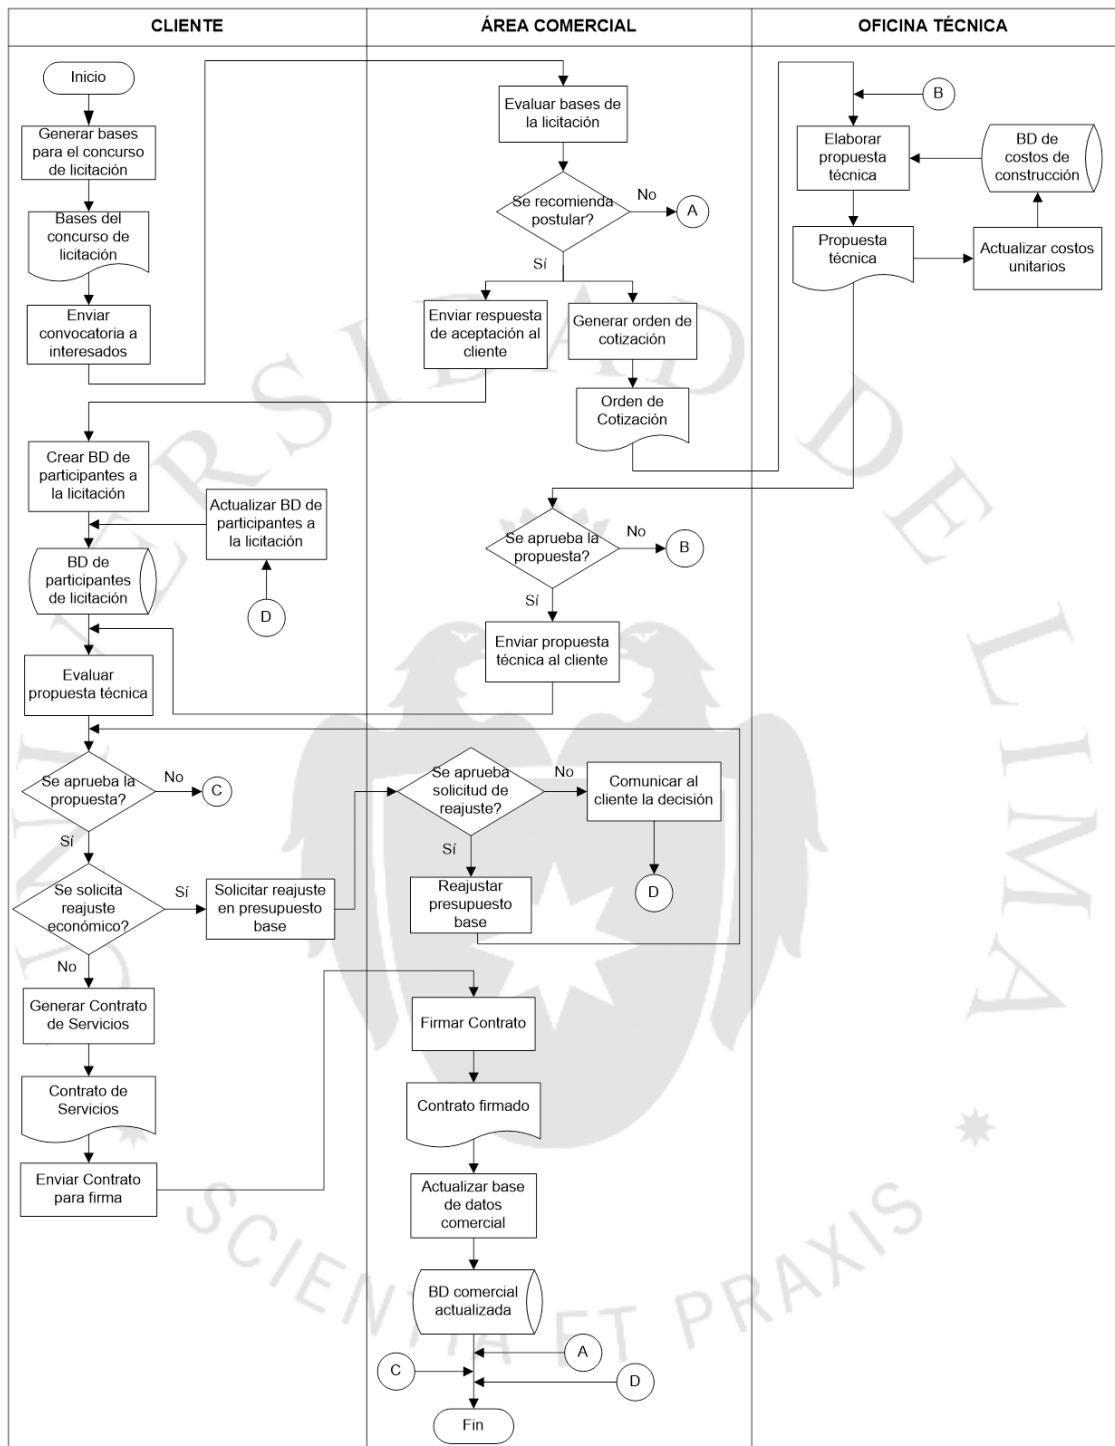 CLIENTE
ÁREA COMERCIAL
OFICINA TÉCNICA
Inicio
Generar bases
para el concurso
de licitación
Bases del
concurso de
licitación
Enviar
convocatoria a
interesados
Evaluar bases de
la licitación
Se recomienda
postular?
No
A
Sí
Enviar respuesta
de aceptación al
cliente
Generar orden de
cotización
Orden de
Cotización
B
Elaborar
propuesta
técnica
BD de
costos de
construcción
Propuesta
técnica
Actualizar costos
unitarios
Crear BD de
participantes a
la licitación
Actualizar BD de
participantes a
la licitación
BD de
participantes
de licitación
D
Se aprueba la
propuesta?
No
B
Sí
Enviar propuesta
técnica al cliente
Evaluar
propuesta técnica
Se aprueba la
propuesta?
No
C
Sí
Se solicita
reajuste
económico?
Sí
Solicitar reajuste
en presupuesto
base
No
Se aprueba
solicitud de
reajuste?
No
Comunicar al
cliente la decisión
D
Sí
Reajustar
presupuesto
base
Generar Contrato
de Servicios
Contrato de
Servicios
Enviar Contrato
para firma
Firmar Contrato
Contrato firmado
Actualizar base
de datos
comercial
BD comercial
actualizada
A
C
D
Fin
UNIVERSIDAD DE LIMA
SCIENTIA ET PRAXIS